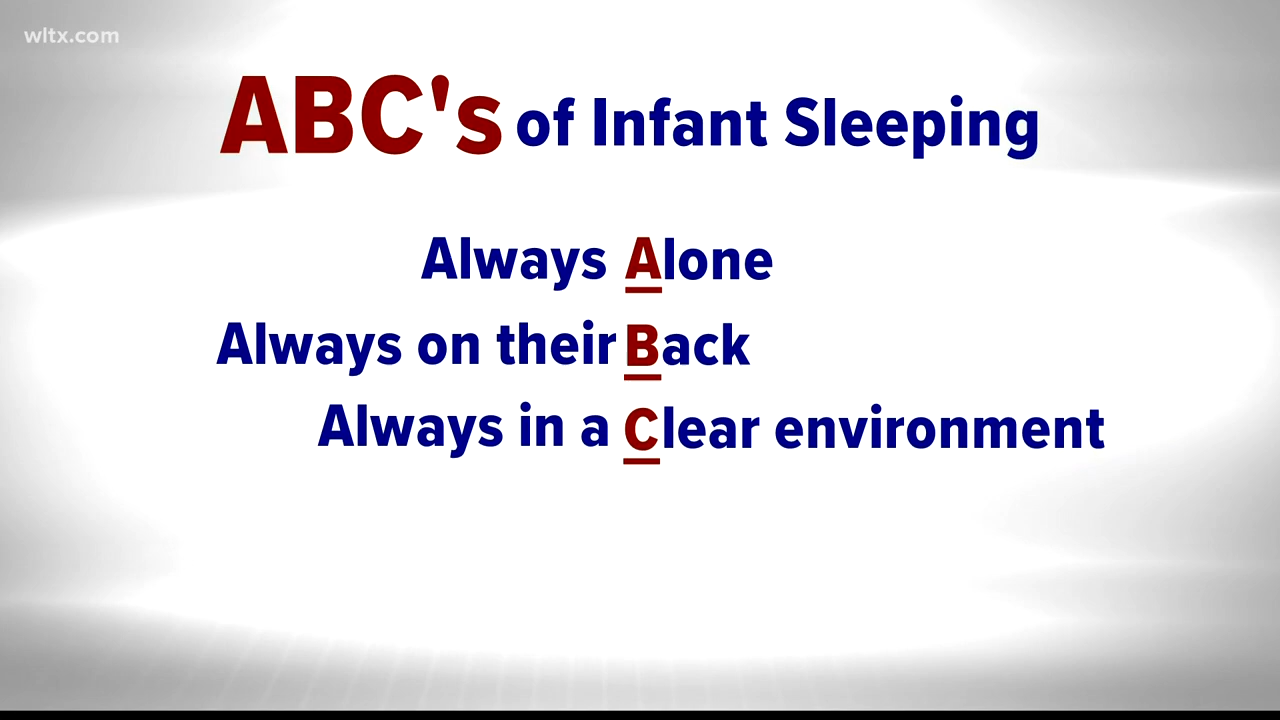 wltx.com
ABC's of Infant Sleeping
Always Alone
Always on their Back
Always in a Clear environment